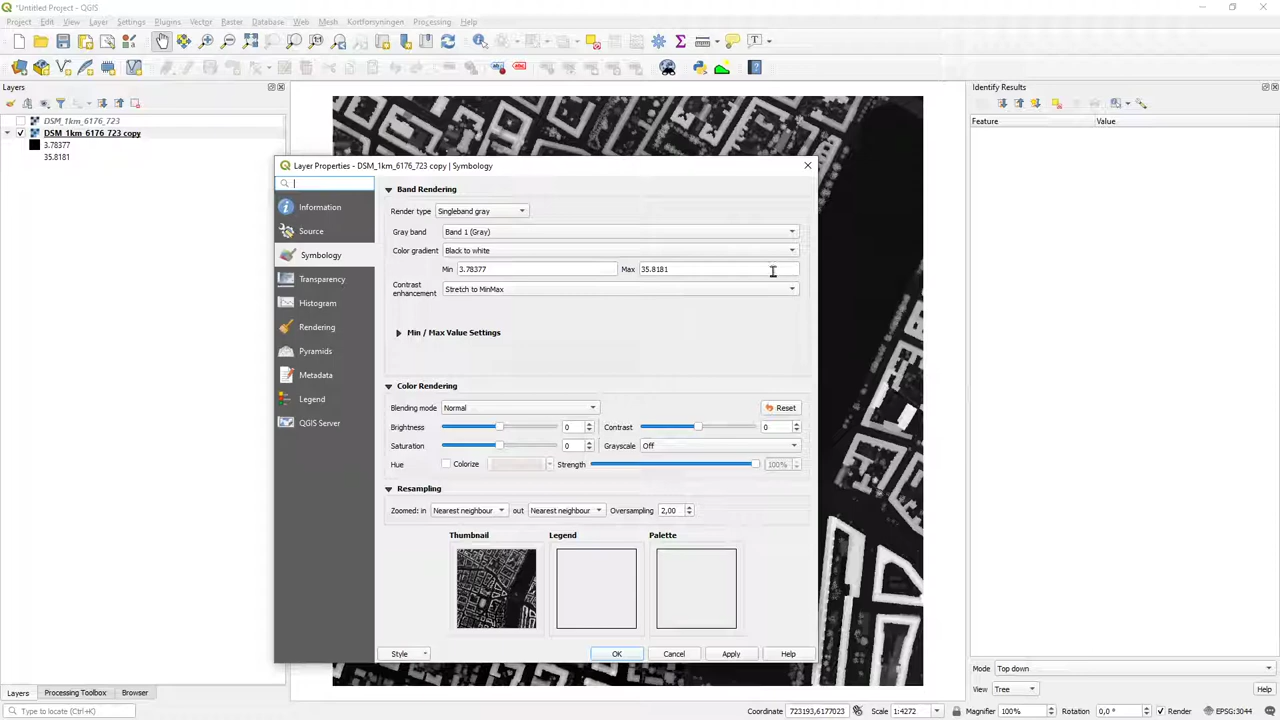 *Untitled Project - QGIS
Project Edit View Layer Settings Plugins Vector Raster Database Web Mesh Kortforsyningen Processing Help
Layers
DSM_1km_6176_723
DSM_1km_6176_723 copy
3.78377
35.8181
Identify Results
Feature Value
Layer Properties - DSM_1km_6176_723 copy | Symbology
Information
Source
Symbology
Transparency
Histogram
Rendering
Pyramids
Metadata
Legend
QGIS Server
Band Rendering
Render type Singleband gray
Gray band Band 1 (Gray)
Color gradient Black to white
Min 3.78377 Max 35.8181
Contrast
enhancement Stretch to MinMax
Min / Max Value Settings
Color Rendering
Blending mode Normal Reset
Brightness 0 Contrast 0
Saturation 0 Grayscale Off
Hue Colorize Strength 100%
Resampling
Zoomed: in Nearest neighbour out Nearest neighbour Oversampling 2,00
Thumbnail Legend Palette
Style OK Cancel Apply Help
Mode Top down
View Tree Help
Layers Processing Toolbox Browser
Type to locate (Ctrl+K)
Coordinate 723193,6177023 Scale 1:4272 Magnifier 100% Rotation 0,0 ° Render EPSG:3044